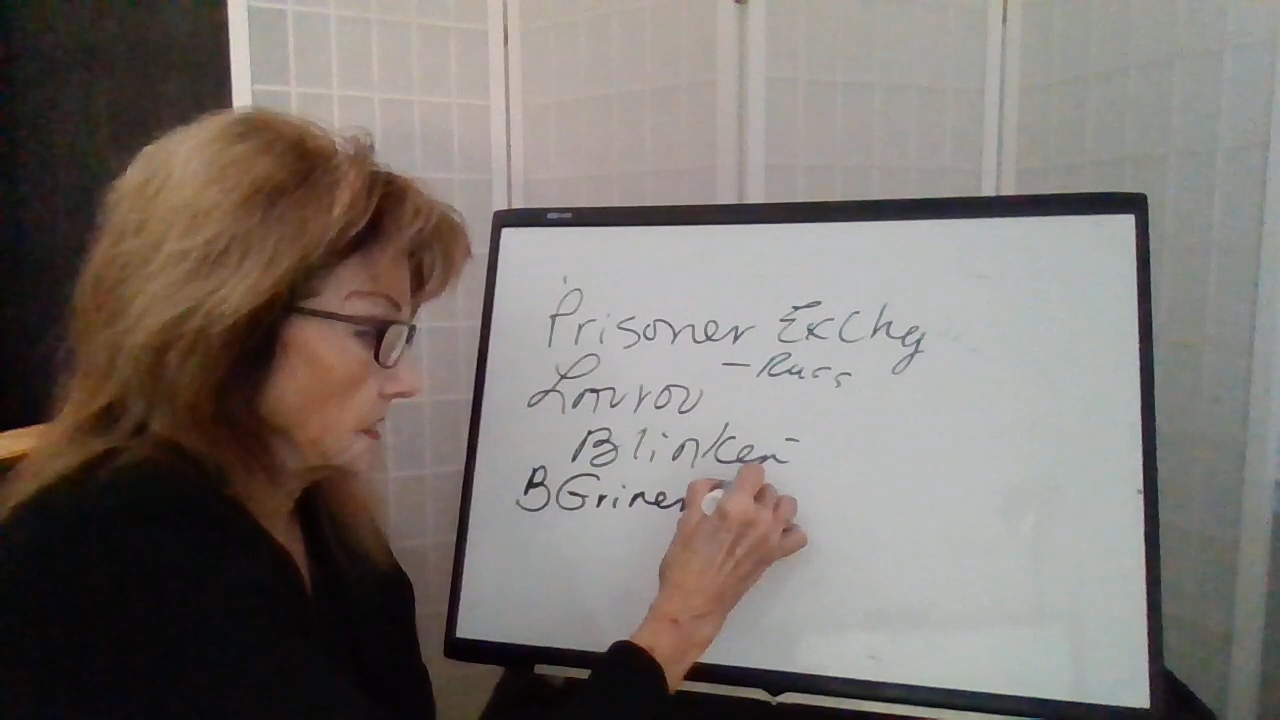 Prisoner ExChg
- Russ
Lavrov
Blinken -
BGriner